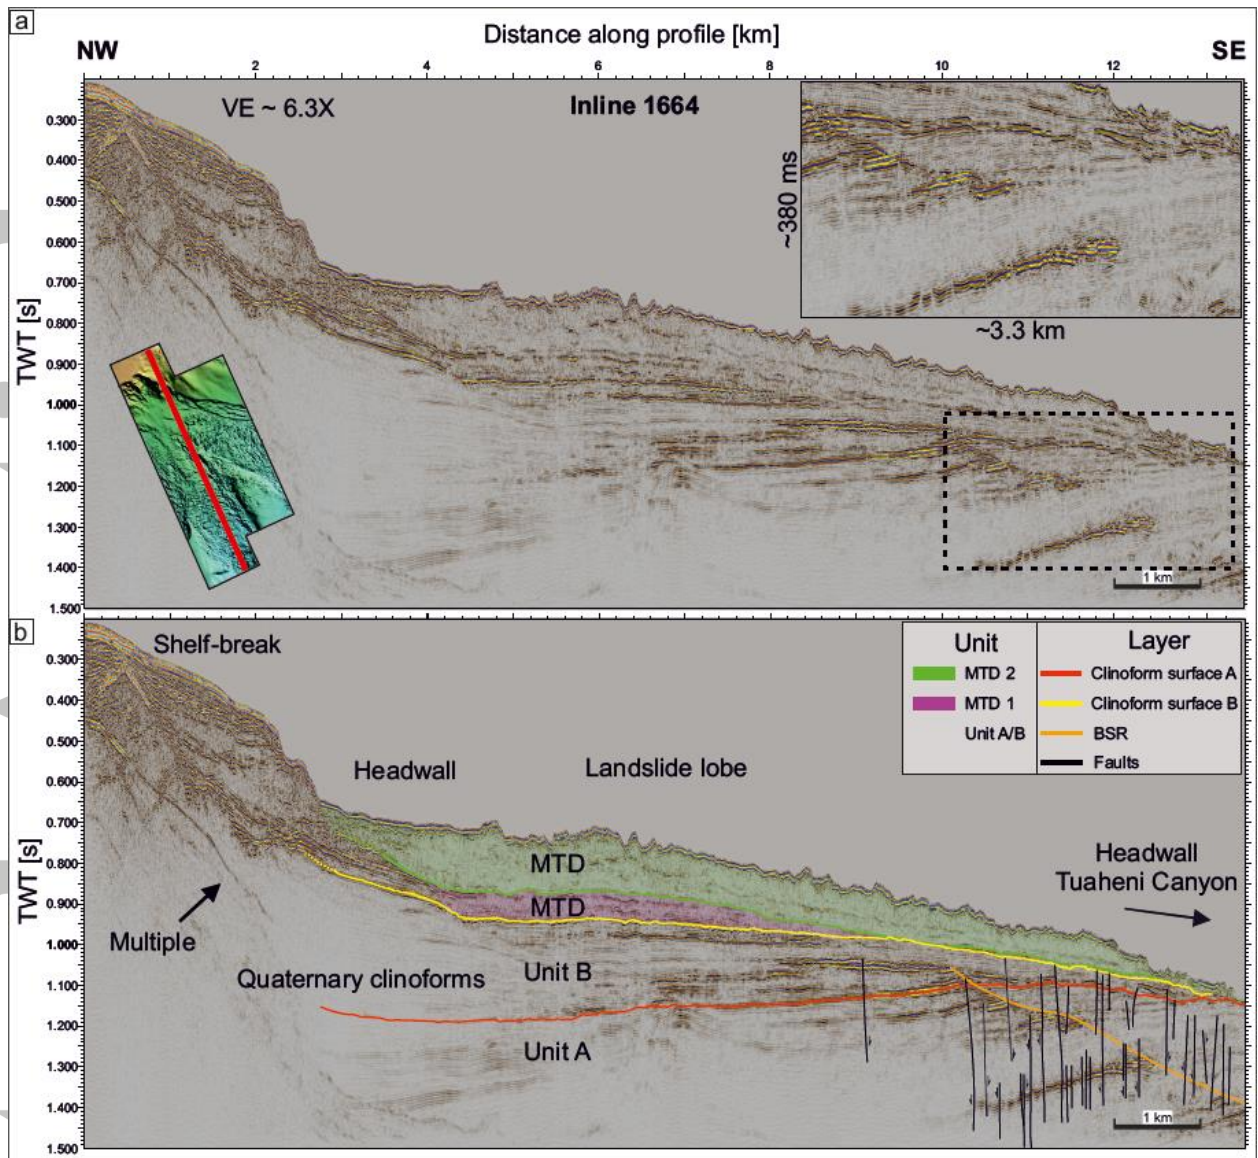 a
Distance along profile [km]
NW
SE
2
4
6
8
10
12
VE ~ 6.3X
Inline 1664
TWT [s]
0.300
0.400
0.500
0.600
0.700
0.800
0.900
1.000
1.100
1.200
1.300
1.400
1.500
~380 ms
~3.3 km
1 km
b
Shelf-break
Unit
Layer
MTD 2
Clinoform surface A
MTD 1
Clinoform surface B
Unit A/B
BSR
Faults
TWT [s]
0.300
0.400
0.500
0.600
0.700
0.800
0.900
1.000
1.100
1.200
1.300
1.400
1.500
Headwall
Landslide lobe
MTD
MTD
Headwall
Tuaheni Canyon
Multiple
Quaternary clinoforms
Unit B
Unit A
1 km